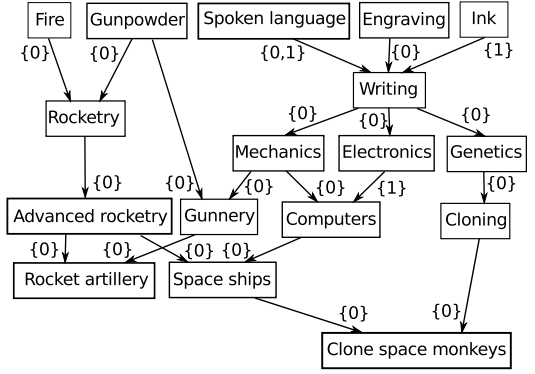 Fire
Gunpowder
Spoken language
Engraving
Ink
{0}
{0}
{0,1}
{0}
{1}
Writing
Rocketry
{0}
{0}
{0}
Mechanics
Electronics
Genetics
{0}
{0}
{0}
{0}
{1}
{0}
Advanced rocketry
Gunnery
Computers
Cloning
{0}
{0}
{0}
{0}
Rocket artillery
Space ships
{0}
{0}
Clone space monkeys